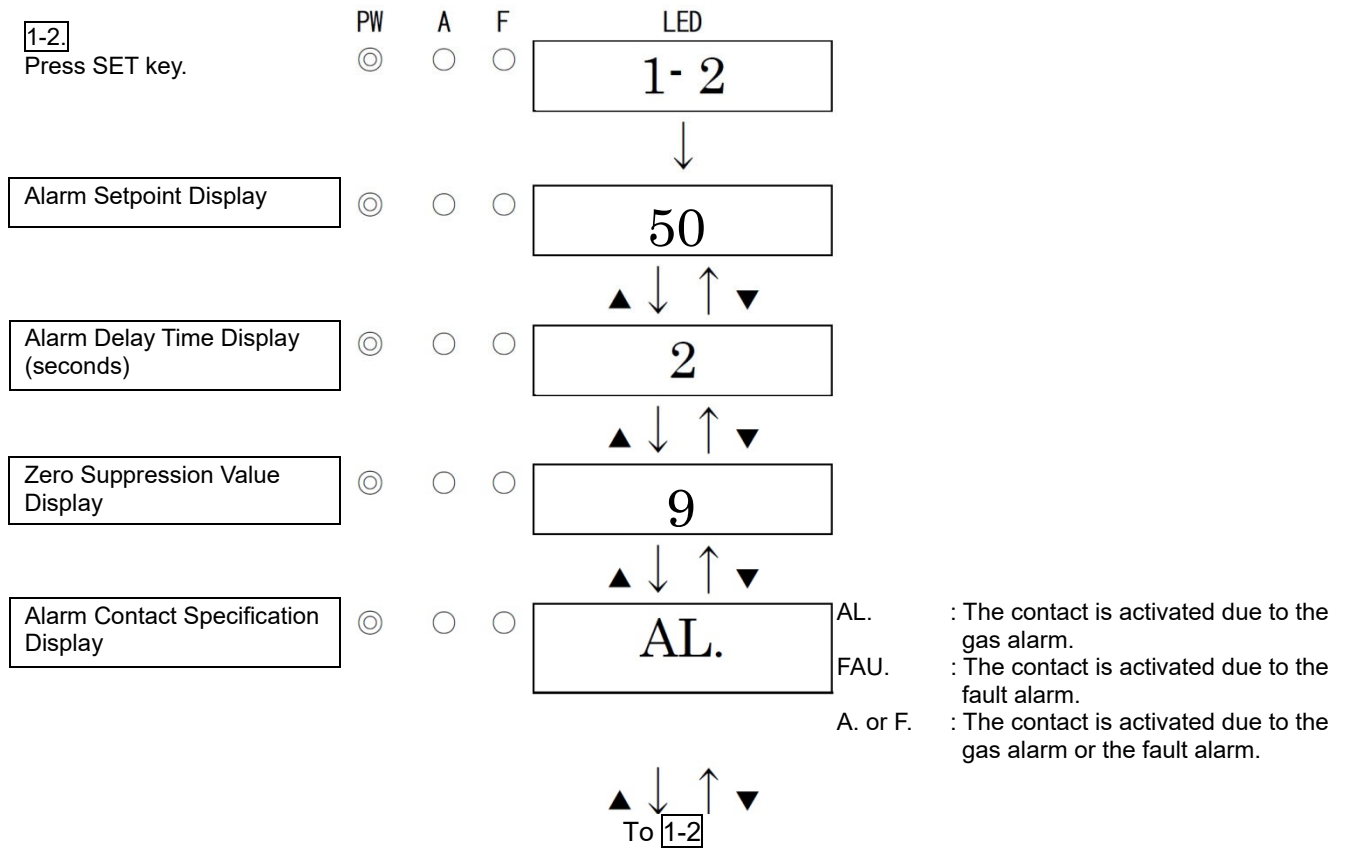 PW A F LED
1-2.
Press SET key.
1- 2
Alarm Setpoint Display
50
▲ ↓ ↑ ▼
Alarm Delay Time Display
(seconds)
2
▲ ↓ ↑ ▼
Zero Suppression Value
Display
9
▲ ↓ ↑ ▼
Alarm Contact Specification
Display
AL.
AL. : The contact is activated due to the
gas alarm.
FAU. : The contact is activated due to the
fault alarm.
A. or F. : The contact is activated due to the
gas alarm or the fault alarm.
▲ ↓ ↑ ▼
To 1-2